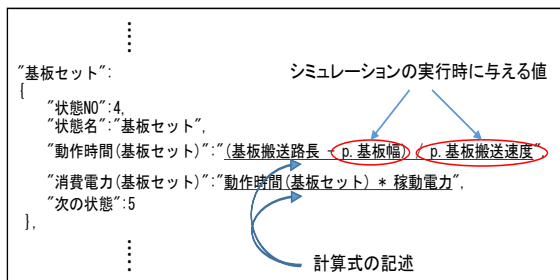 "基板セット":
シミュレーションの実行時に与える値
{
"状態NO":4,
"状態名":"基板セット",
"動作時間(基板セット)":"(基板搬送路長 - p.基板幅) / p.基板搬送速度",
"消費電力(基板セット)":"動作時間(基板セット) * 稼動電力",
"次の状態":5
},
計算式の記述